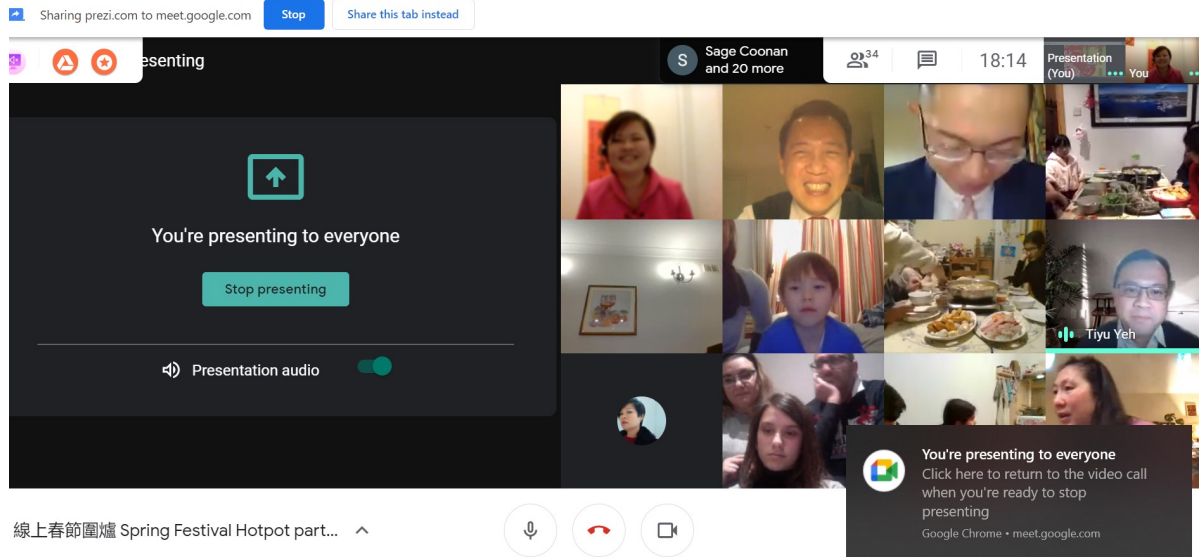 Sharing prezi.com to meet.google.com Stop Share this tab instead
esenting
S Sage Coonan
and 20 more
34
18:14
Presentation
(You) ••• You
You're presenting to everyone
Stop presenting
Presentation audio
Tiyu Yeh
You're presenting to everyone
Click here to return to the video call
when you're ready to stop
presenting
Google Chrome • meet.google.com
線上春節圍爐 Spring Festival Hotpot part...